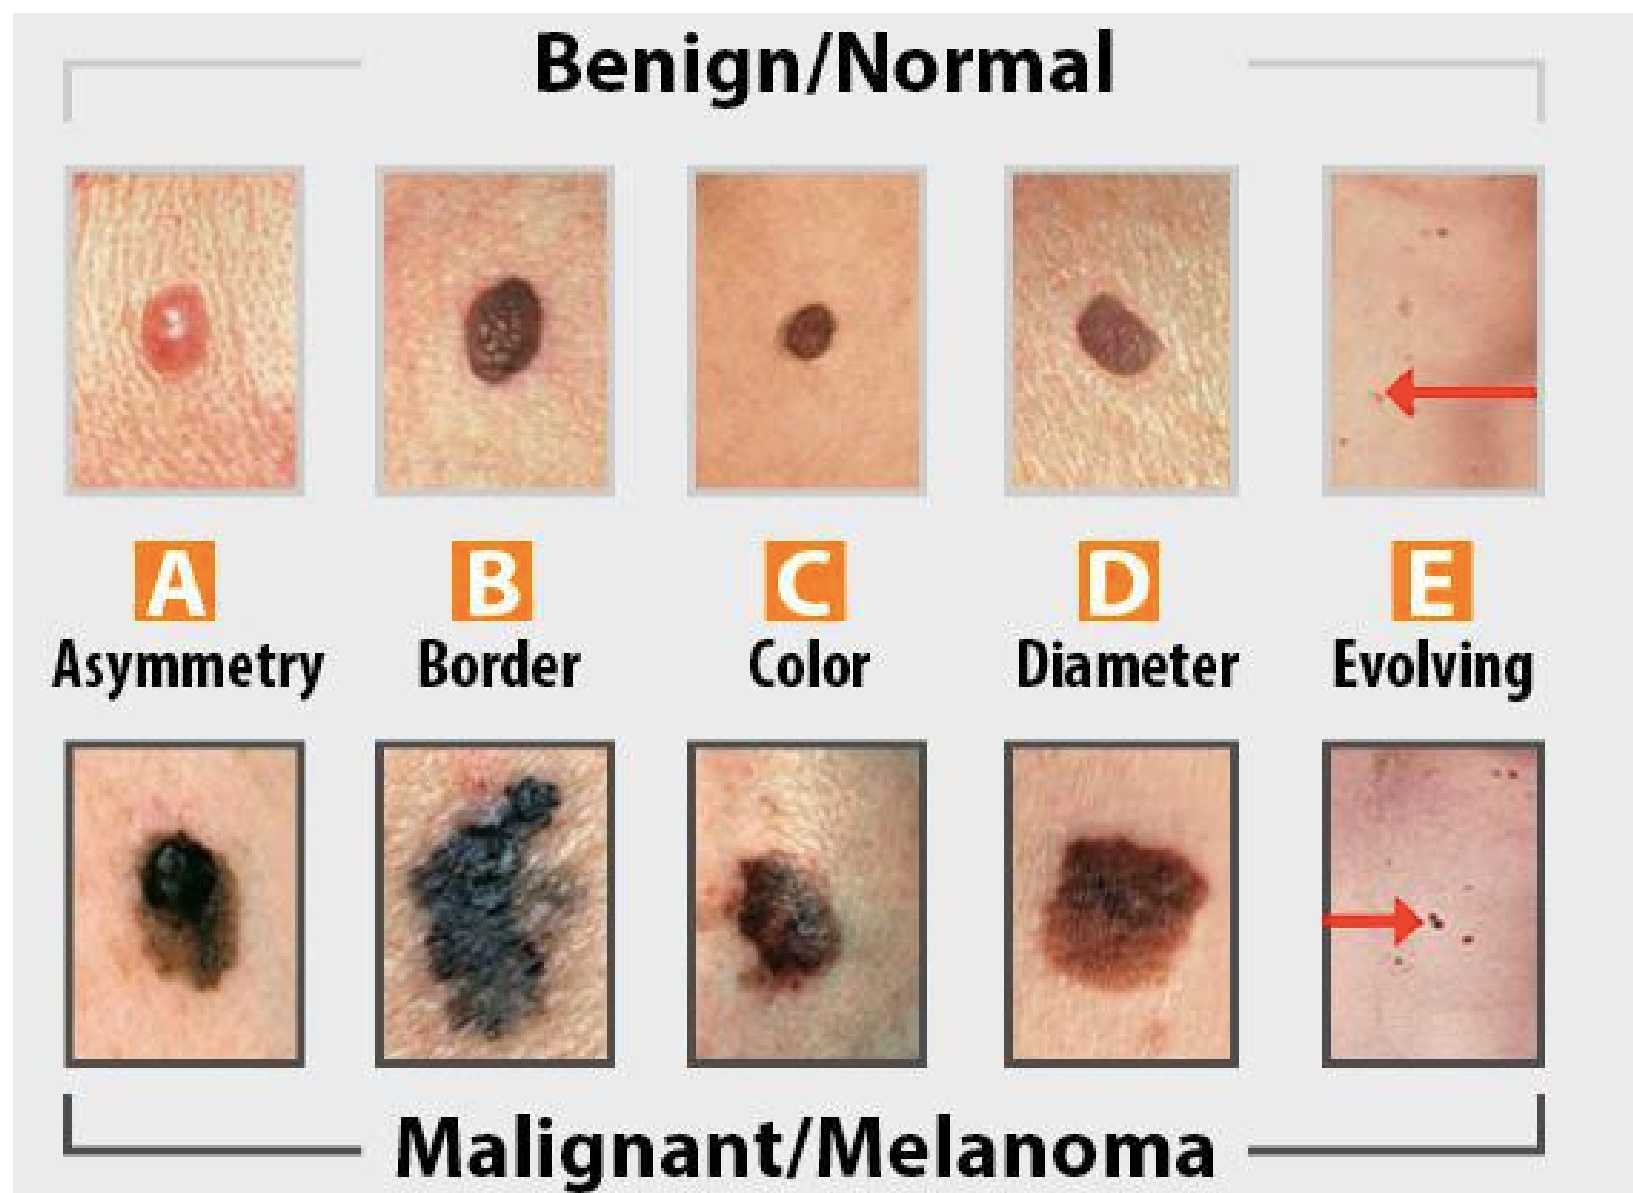 Benign/Normal
A B C D E
Asymmetry Border Color Diameter Evolving
Malignant/Melanoma